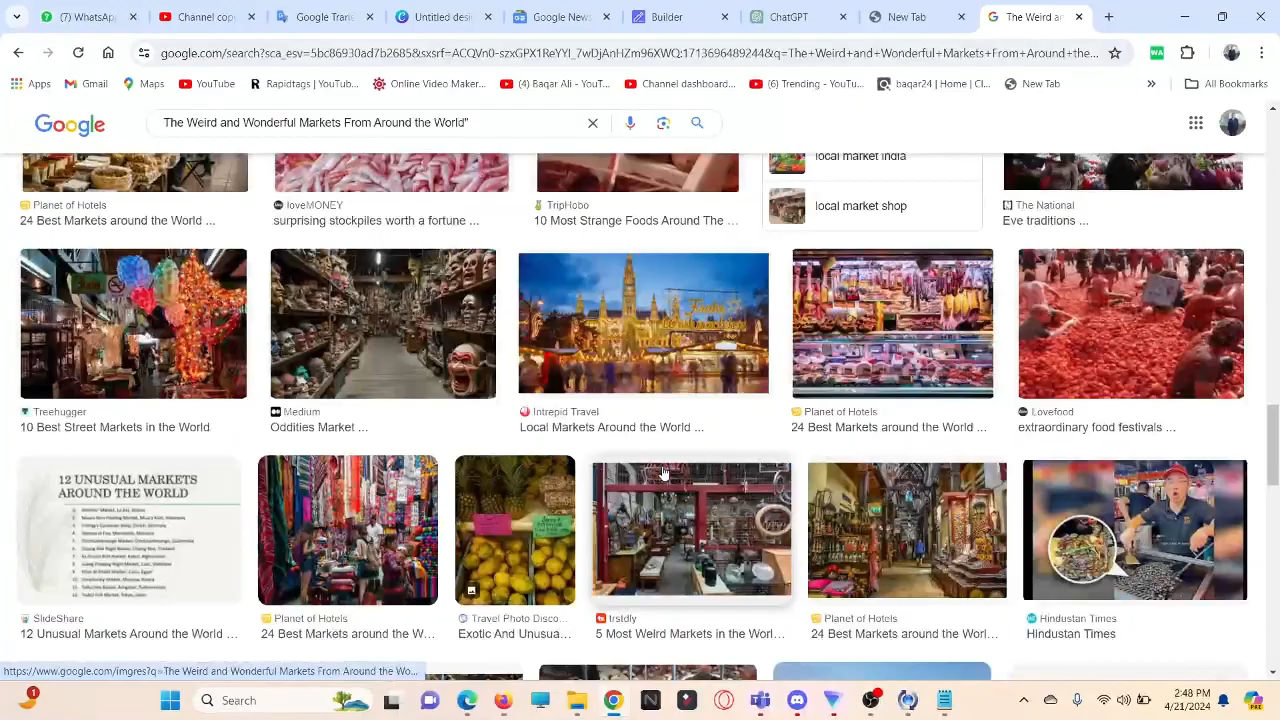 (7) WhatsApp
Channel cop
Google Trans
Untitled desi
Google News
Builder
ChatGPT
New Tab
The Weird an
google.com/search?sca_esv=5bc86930ad7b2685&sxsrf=ACQVn0-szxGPX1ReYYI_7wDjAnHZm96XWQ:1713696489244&q=The+Weird+and+Wonderful+Markets+From+Around+the...
Apps
Gmail
YouTube
Maps
Rapidtags | YouTub...
Online Video Maker...
(4) Baqar Ali - YouT...
Channel dashboard...
(6) Trending - YouTu...
baqar24 | Home | Cl...
New Tab
All Bookmarks
Google
The Weird and Wonderful Markets From Around the World"
local market india
Planet of Hotels
24 Best Markets around the World ...
loveMONEY
surprising stockpiles worth a fortune ...
TripHobo
10 Most Strange Foods Around The ...
local market shop
The National
Eve traditions ...
Treehugger
10 Best Street Markets in the World
Medium
Oddities Market ...
Intrepid Travel
Local Markets Around the World ...
Planet of Hotels
24 Best Markets around the World ...
Lovefood
extraordinary food festivals ...
12 UNUSUAL MARKETS
AROUND THE WORLD
SlideShare
12 Unusual Markets Around the World ...
Planet of Hotels
24 Best Markets around the W...
Travel Photo Disco...
Exotic And Unusua...
trstdly
5 Most Weird Markets in the Worl...
Planet of Hotels
24 Best Markets around the Worl...
Hindustan Times
Hindustan Times
https://www.google.com/imgres?q=The Weird and Wonderful Markets From Around the Wo...
1
Search
2:48 PM
4/21/2024